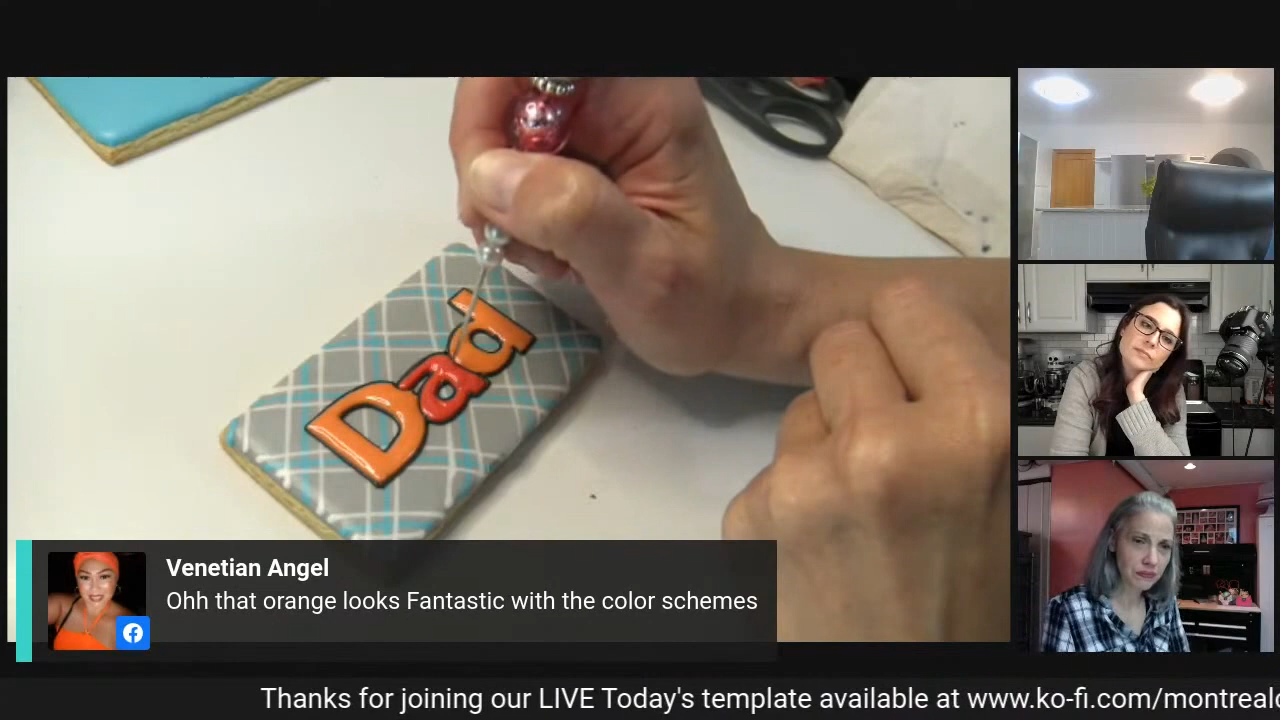 Dad
Venetian Angel
Ohh that orange looks Fantastic with the color schemes
Thanks for joining our LIVE Today's template available at www.ko-fi.com/montreal